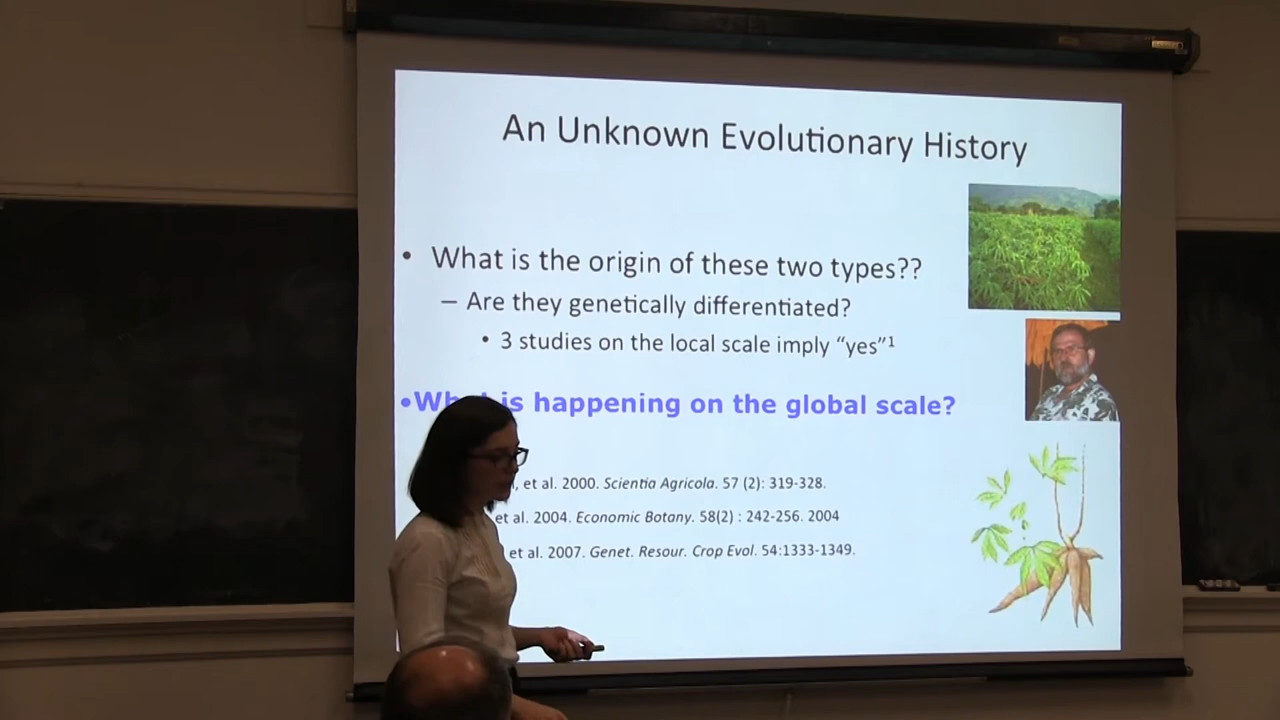 An Unknown Evolutionary History
• What is the origin of these two types??
– Are they genetically differentiated?
• 3 studies on the local scale imply “yes”¹
•What is happening on the global scale?
, et al. 2000. Scientia Agricola. 57 (2): 319-328.
et al. 2004. Economic Botany. 58(2) : 242-256. 2004
et al. 2007. Genet. Resour. Crop Evol. 54:1333-1349.